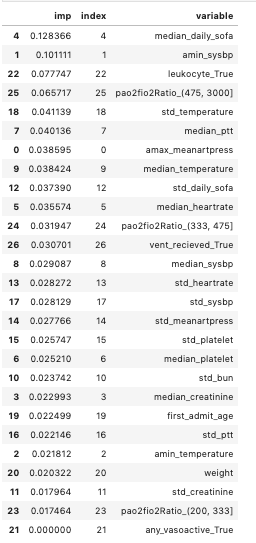 imp index variable
4 0.128366 4 median_daily_sofa
1 0.101111 1 amin_sysbp
22 0.077747 22 leukocyte_True
25 0.065717 25 pao2fio2Ratio_(475, 3000]
18 0.041139 18 std_temperature
7 0.040136 7 median_ptt
0 0.038595 0 amax_meanartpress
9 0.038424 9 median_temperature
12 0.037390 12 std_daily_sofa
5 0.035574 5 median_heartrate
24 0.031947 24 pao2fio2Ratio_(333, 475]
26 0.030701 26 vent_recieved_True
8 0.029087 8 median_sysbp
13 0.028272 13 std_heartrate
17 0.028129 17 std_sysbp
14 0.027766 14 std_meanartpress
15 0.025747 15 std_platelet
6 0.025210 6 median_platelet
10 0.023742 10 std_bun
3 0.022993 3 median_creatinine
19 0.022499 19 first_admit_age
16 0.022146 16 std_ptt
2 0.021812 2 amin_temperature
20 0.020322 20 weight
11 0.017964 11 std_creatinine
23 0.017464 23 pao2fio2Ratio_(200, 333]
21 0.000000 21 any_vasoactive_True